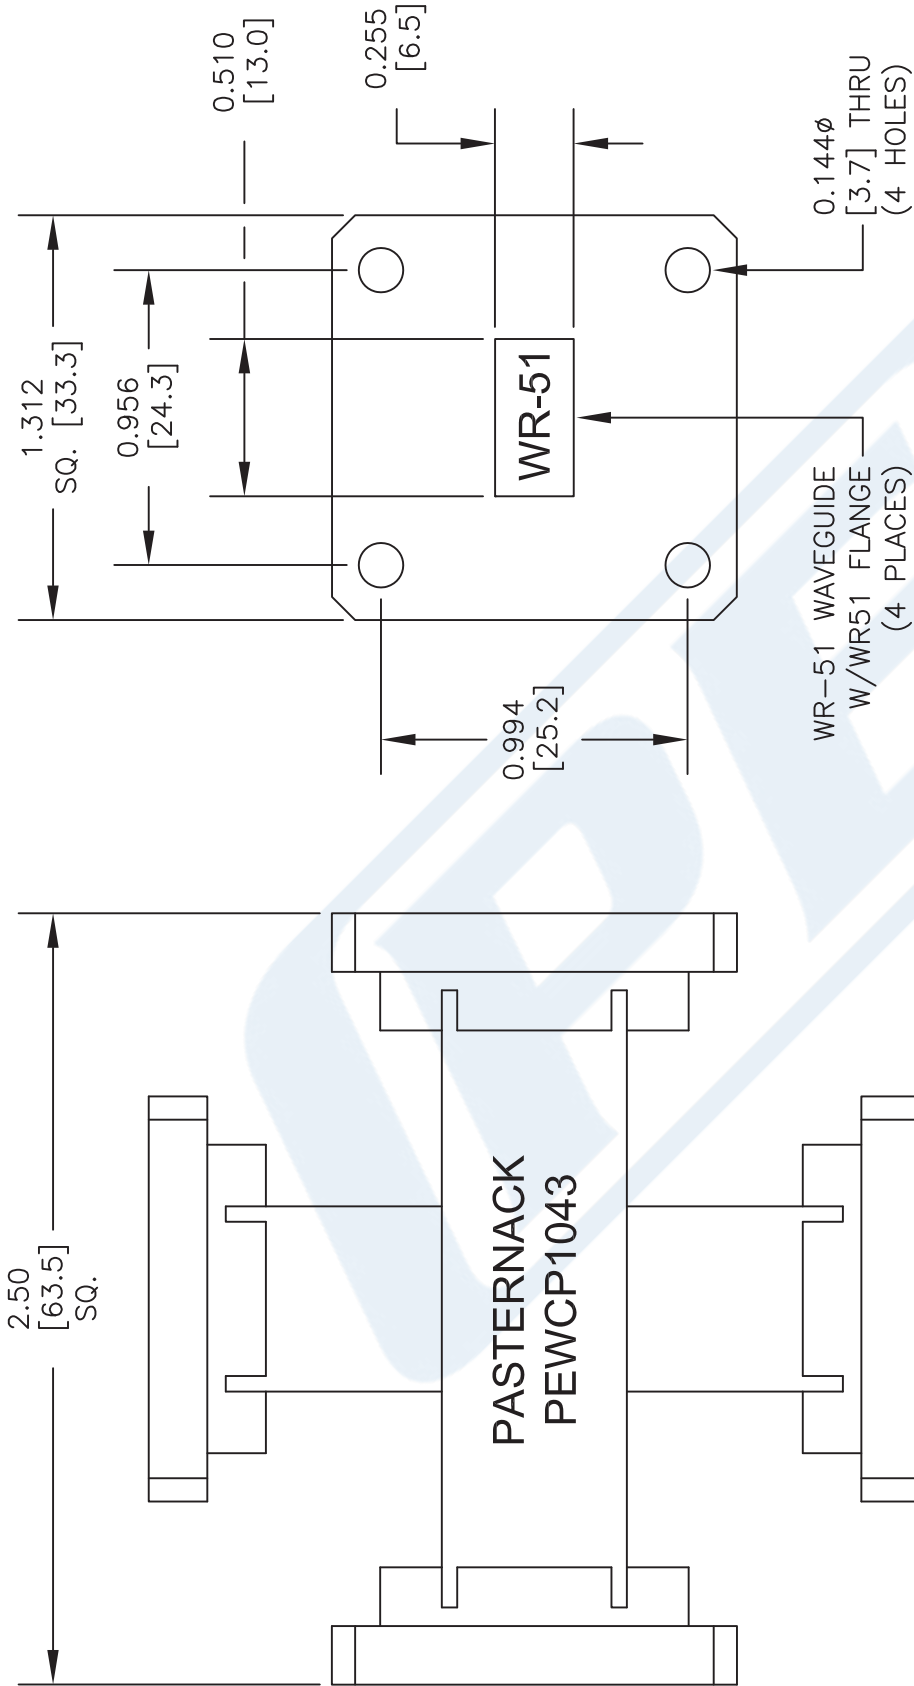 2.50
[63.5]
SQ.
PASTERNACK
PEWCP1043
1.312
SQ. [33.3]
0.956
[24.3]
0.510
[13.0]
0.255
[6.5]
WR-51
0.994
[25.2]
WR-51 WAVEGUIDE
W/WR51 FLANGE
(4 PLACES)
0.144ø
[3.7] THRU
(4 HOLES)